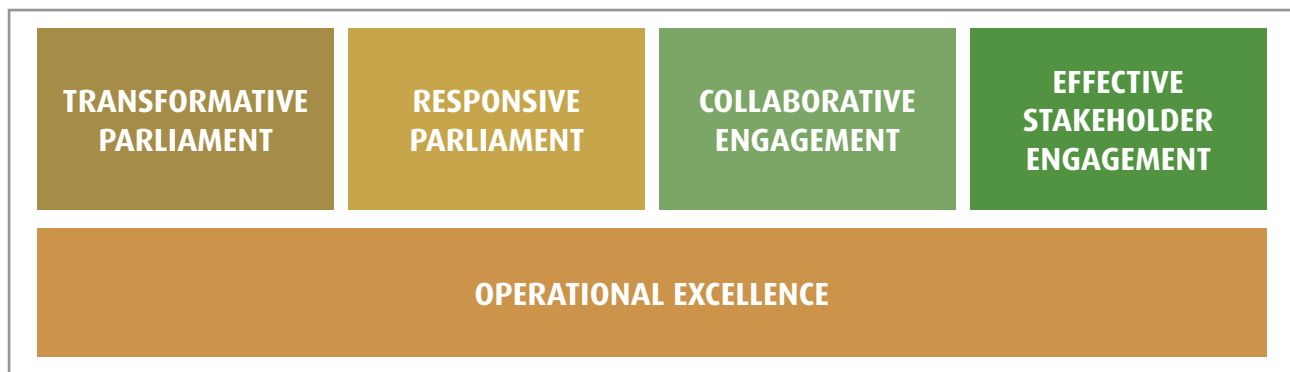 TRANSFORMATIVE
PARLIAMENT
RESPONSIVE
PARLIAMENT
COLLABORATIVE
ENGAGEMENT
EFFECTIVE
STAKEHOLDER
ENGAGEMENT
OPERATIONAL EXCELLENCE